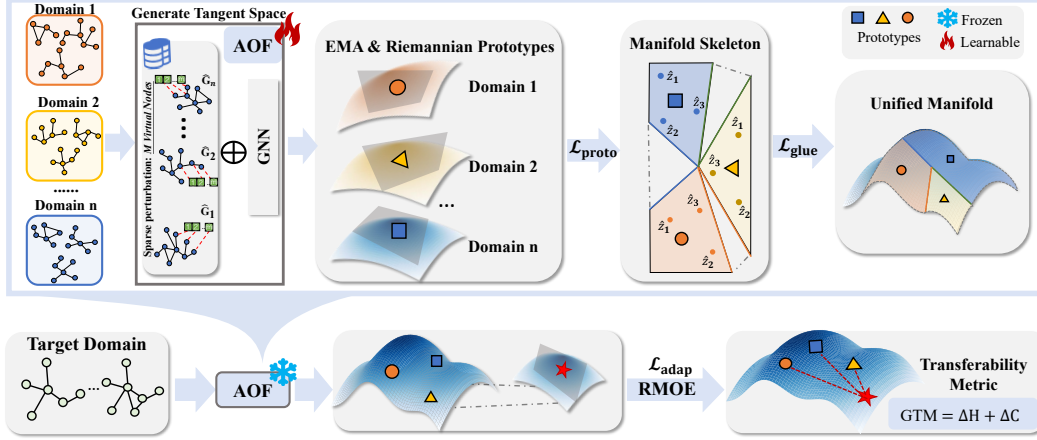 Domain 1
Domain 2
......
Domain n
Generate Tangent Space
AOF
Sparse perturbation: M Virtual Nodes
Ĝₙ
Ĝ₂
Ĝ₁
GNN
EMA & Riemannian Prototypes
Domain 1
Domain 2
...
Domain n
ℒproto
Manifold Skeleton
ẑ₁
ẑ₃
ẑ₂
ẑ₁
ẑ₃
ẑ₂
ẑ₃
ẑ₁
ẑ₂
ℒglue
Prototypes
Frozen
Learnable
Unified Manifold
Target Domain
...
AOF
ℒadap
RMOE
Transferability
Metric
GTM = ΔH + ΔC